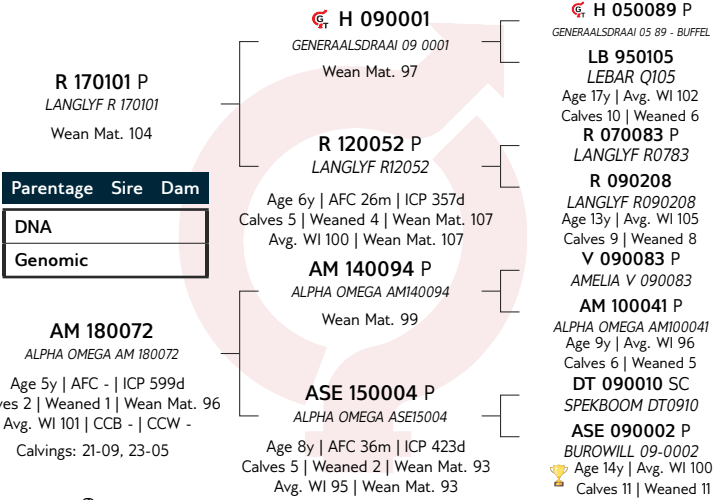 R 170101 P
LANGLYF R 170101
Wean Mat. 104
Parentage Sire Dam
DNA
Genomic
AM 180072
ALPHA OMEGA AM 180072
Age 5y | AFC - | ICP 599d
ves 2 | Weaned 1 | Wean Mat. 96
Avg. WI 101 | CCB - | CCW -
Calvings: 21-09, 23-05
GT H 090001
GENERAALSDRAAI 09 0001
Wean Mat. 97
R 120052 P
LANGLYF R12052
Age 6y | AFC 26m | ICP 357d
Calves 5 | Weaned 4 | Wean Mat. 107
Avg. WI 100 | Wean Mat. 107
AM 140094 P
ALPHA OMEGA AM140094
Wean Mat. 99
ASE 150004 P
ALPHA OMEGA ASE15004
Age 8y | AFC 36m | ICP 423d
Calves 5 | Weaned 2 | Wean Mat. 93
Avg. WI 95 | Wean Mat. 93
GT H 050089 P
GENERAALSDRAAI 05 89 - BUFFEL
LB 950105
LEBAR Q105
Age 17y | Avg. WI 102
Calves 10 | Weaned 6
R 070083 P
LANGLYF R0783
R 090208
LANGLYF R090208
Age 13y | Avg. WI 105
Calves 9 | Weaned 8
V 090083 P
AMELIA V 090083
AM 100041 P
ALPHA OMEGA AM100041
Age 9y | Avg. WI 96
Calves 6 | Weaned 5
DT 090010 SC
SPEKBOOM DT0910
ASE 090002 P
BUROWILL 09-0002
Age 14y | Avg. WI 100
Calves 11 | Weaned 11